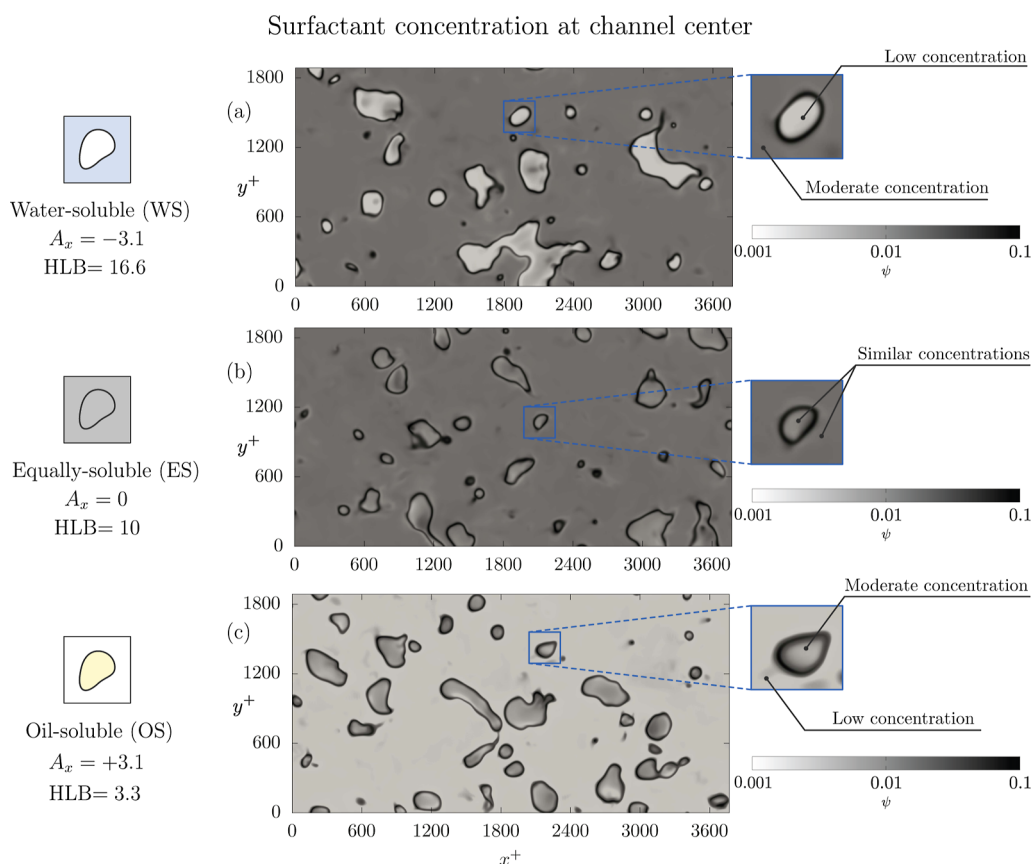 Surfactant concentration at channel center
(a)
Water-soluble (WS)
A_x = −3.1
HLB= 16.6
y⁺
1800
1200
600
0
0 600 1200 1800 2400 3000 3600
Low concentration
Moderate concentration
0.001 0.01 0.1
ψ
(b)
Equally-soluble (ES)
A_x = 0
HLB= 10
y⁺
1800
1200
600
0
0 600 1200 1800 2400 3000 3600
Similar concentrations
0.001 0.01 0.1
ψ
(c)
Oil-soluble (OS)
A_x = +3.1
HLB= 3.3
y⁺
1800
1200
600
0
0 600 1200 1800 2400 3000 3600
x⁺
Moderate concentration
Low concentration
0.001 0.01 0.1
ψ